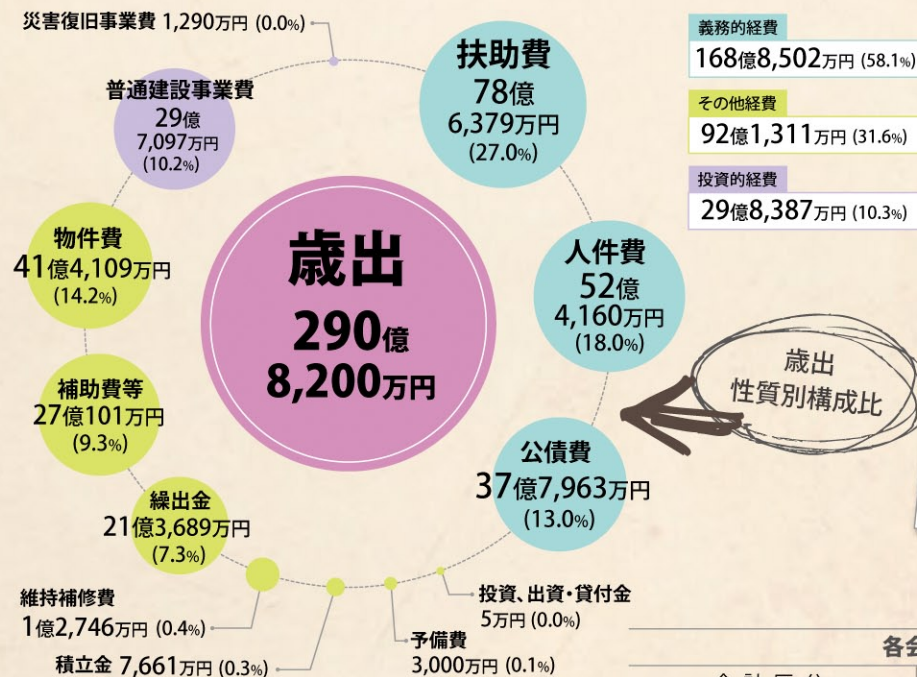 災害復旧事業費 1,290万円 (0.0%)
普通建設事業費
29億
7,097万円
(10.2%)
扶助費
78億
6,379万円
(27.0%)
義務的経費
168億8,502万円 (58.1%)
その他経費
92億1,311万円 (31.6%)
投資的経費
29億8,387万円 (10.3%)
物件費
41億4,109万円
(14.2%)
歳出
290億
8,200万円
人件費
52億
4,160万円
(18.0%)
歳出
性質別構成比
補助費等
27億101万円
(9.3%)
公債費
37億7,963万円
(13.0%)
繰出金
21億3,689万円
(7.3%)
維持補修費
1億2,746万円 (0.4%)
積立金 7,661万円 (0.3%)
投資、出資・貸付金
5万円 (0.0%)
予備費
3,000万円 (0.1%)
各会